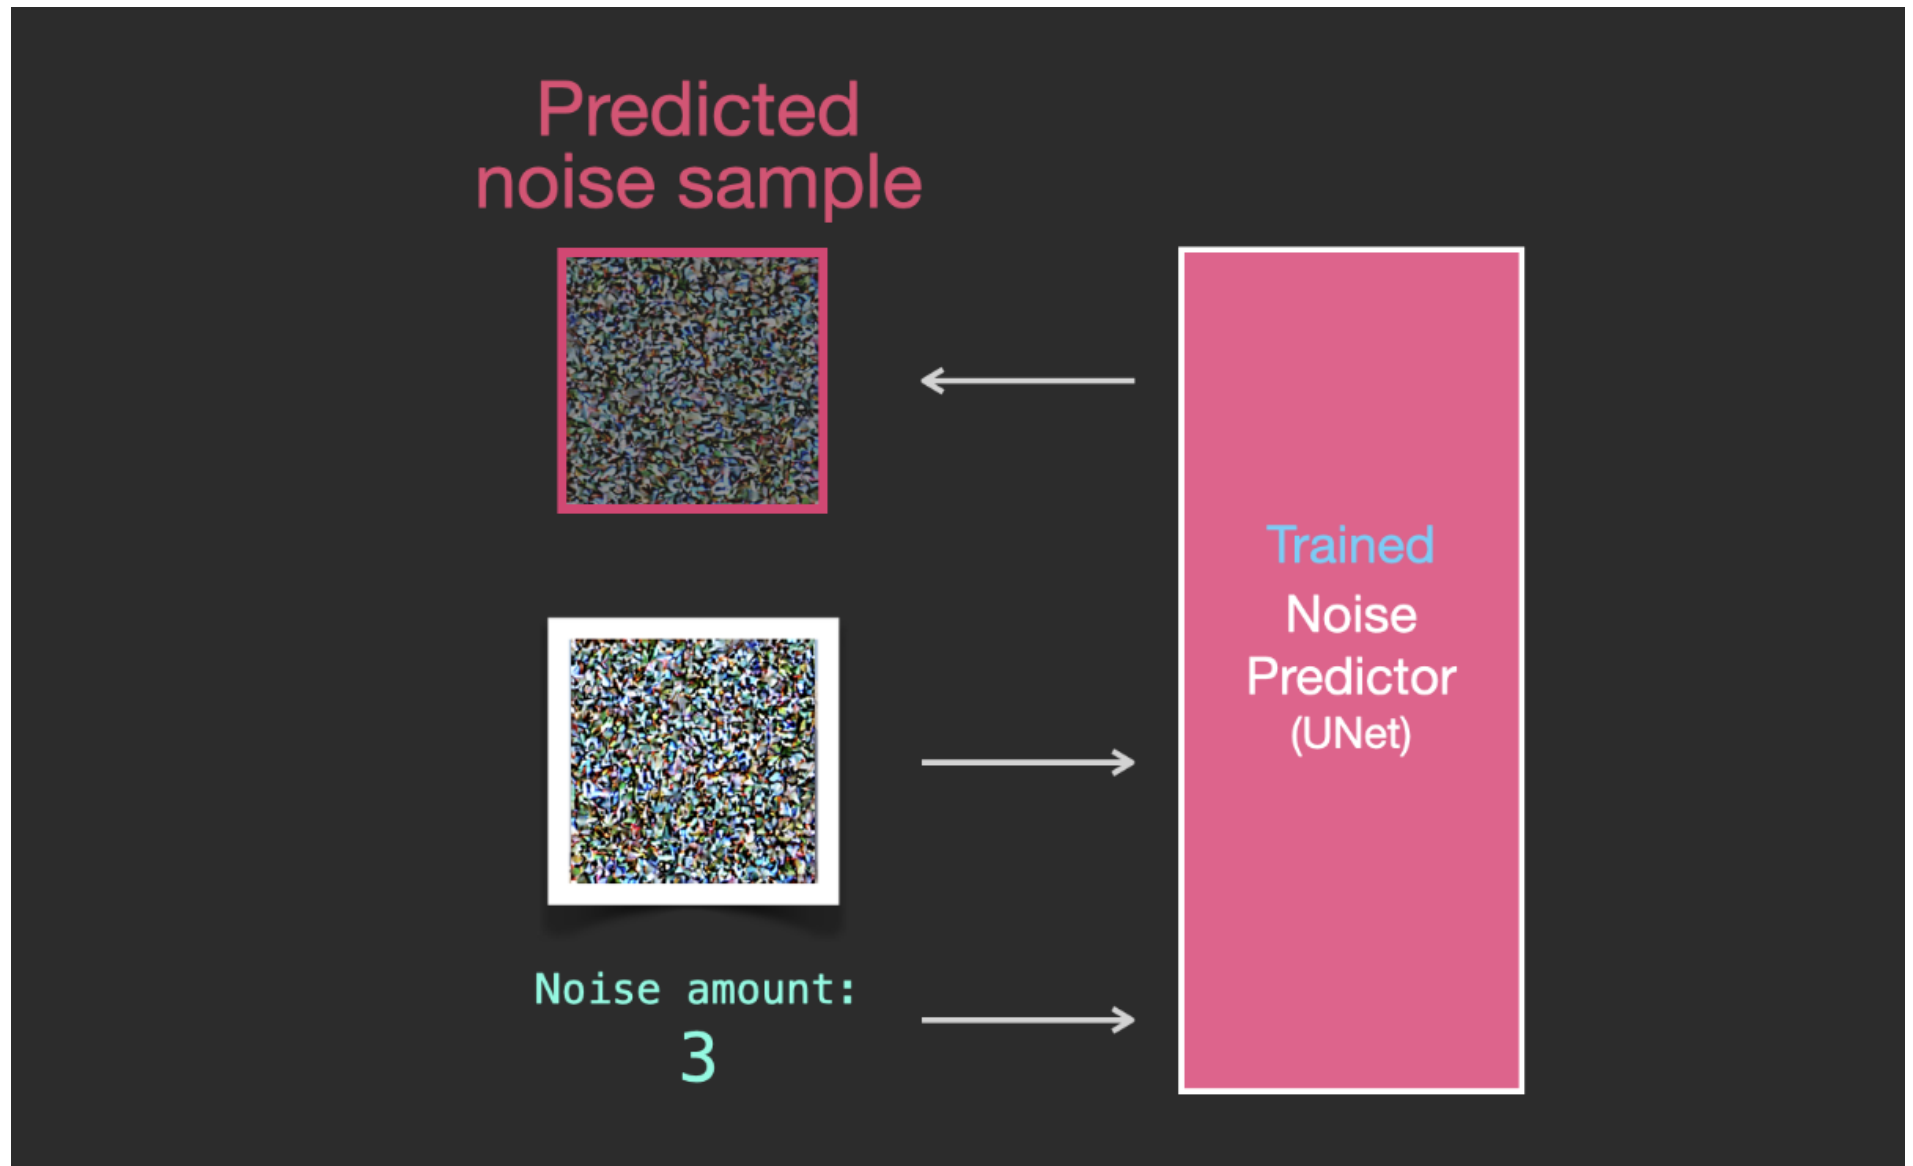 Predicted
noise sample
Trained
Noise
Predictor
(UNet)
Noise amount:
3